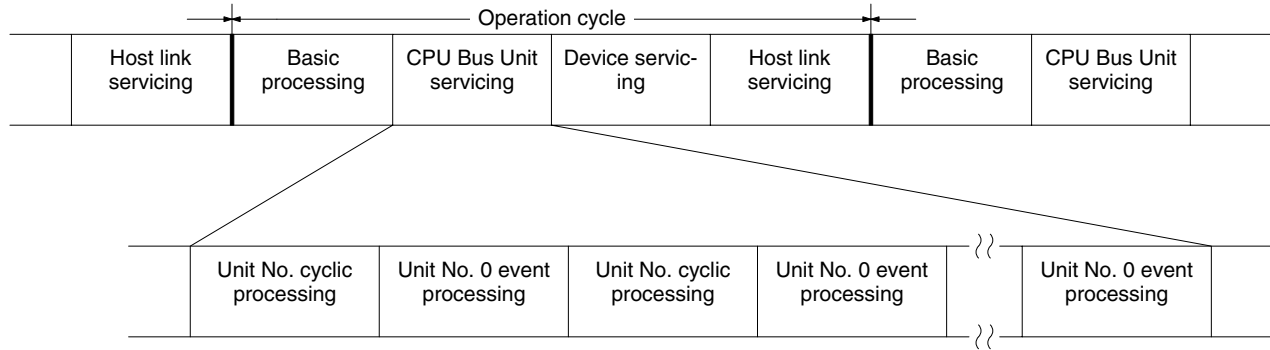 Operation cycle
Host link
servicing
Basic
processing
CPU Bus Unit
servicing
Device servic-
ing
Host link
servicing
Basic
processing
CPU Bus Unit
servicing
Unit No. cyclic
processing
Unit No. 0 event
processing
Unit No. cyclic
processing
Unit No. 0 event
processing
Unit No. 0 event
processing